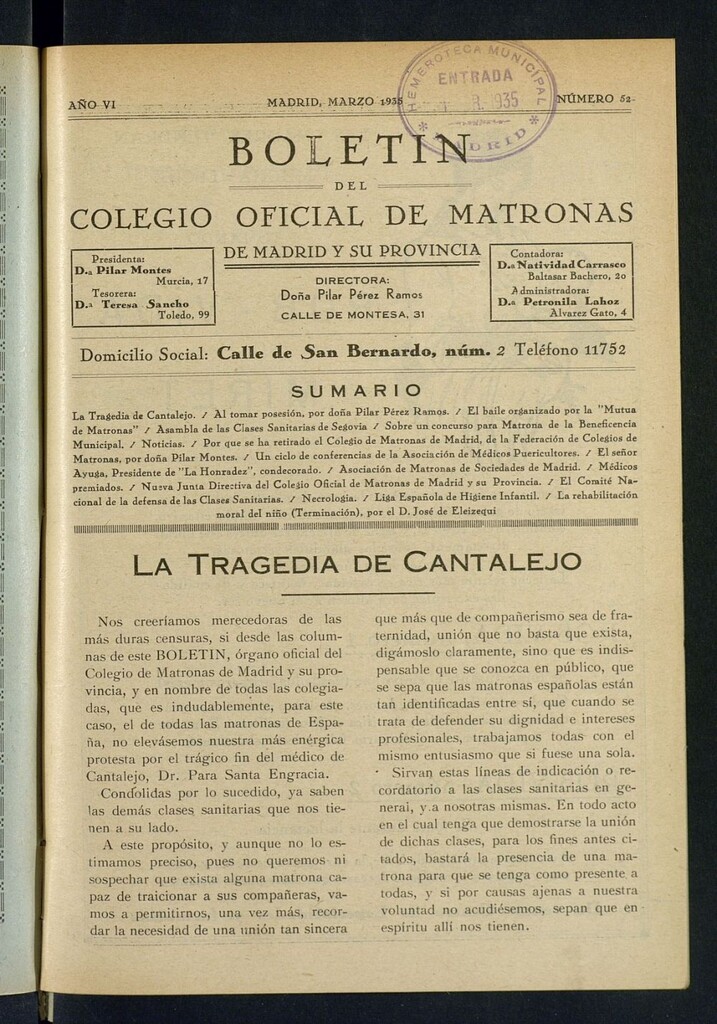 AÑO VI
MADRID, MARZO 1935
NÚMERO 52
HEMEROTECA MUNICIPAL
ENTRADA
1935
MADRID
BOLETIN
DEL
COLEGIO OFICIAL DE MATRONAS
DE MADRID Y SU PROVINCIA
Presidenta:
D.a Pilar Montes
Murcia, 17
Tesorera:
D.a Teresa Sancho
Toledo, 99
DIRECTORA:
Doña Pilar Pérez Ramos
CALLE DE MONTESA, 31
Contadora:
D.a Natividad Carrasco
Baltasar Bachero, 20
Administradora:
D.a Petronila Lahoz
Alvarez Gato, 4
Domicilio Social: Calle de San Bernardo, núm. 2 Teléfono 11752
SUMARIO
La Tragedia de Cantalejo. / Al tomar posesión, por doña Pilar Pérez Ramos. / El baile organizado por la "Mutua
de Matronas" / Asambla de las Clases Sanitarias de Segovia / Sobre un concurso para Matrona de la Beneficencia
Municipal. / Noticias. / Por que se ha retirado el Colegio de Matronas de Madrid, de la Federación de Colegios de
Matronas, por doña Pilar Montes. / Un ciclo de conferencias de la Asociación de Médicos Puericultores. / El señor
Ayuga, Presidente de "La Honradez", condecorado. / Asociación de Matronas de Sociedades de Madrid. / Médicos
premiados. / Nueva Junta Directiva del Colegio Oficial de Matronas de Madrid y su Provincia. / El Comité Na-
cional de la defensa de las Clases Sanitarias. / Necrologia. / Liga Española de Higiene Infantil. / La rehabilitación
moral del niño (Terminación), por el D. José de Eleizequi
LA TRAGEDIA DE CANTALEJO
Nos creeríamos merecedoras de las
más duras censuras, si desde las colum-
nas de este BOLETIN, órgano oficial del
Colegio de Matronas de Madrid y su pro-
vincia, y en nombre de todas las colegia-
das, que es indudablemente, para este
caso, el de todas las matronas de Espa-
ña, no elevásemos nuestra más enérgica
protesta por el trágico fin del médico de
Cantalejo, Dr. Para Santa Engracia.
Condolidas por lo sucedido, ya saben
las demás clases sanitarias que nos tie-
nen a su lado.
A este propósito, y aunque no lo es-
timamos preciso, pues no queremos ni
sospechar que exista alguna matrona ca-
paz de traicionar a sus compañeras, va-
mos a permitirnos, una vez más, recor-
dar la necesidad de una unión tan sincera
que más que de compañerismo sea de fra-
ternidad, unión que no basta que exista,
digámoslo claramente, sino que es indis-
pensable que se conozca en público, que
se sepa que las matronas españolas están
tan identificadas entre sí, que cuando se
trata de defender su dignidad e intereses
profesionales, trabajamos todas con el
mismo entusiasmo que si fuese una sola.
Sirvan estas líneas de indicación o re-
cordatorio a las clases sanitarias en ge-
neral, y a nosotras mismas. En todo acto
en el cual tenga que demostrarse la unión
de dichas clases, para los fines antes ci-
tados, bastará la presencia de una ma-
trona para que se tenga como presente a
todas, y si por causas ajenas a nuestra
voluntad no acudiésemos, sepan que en
espíritu allí nos tienen.